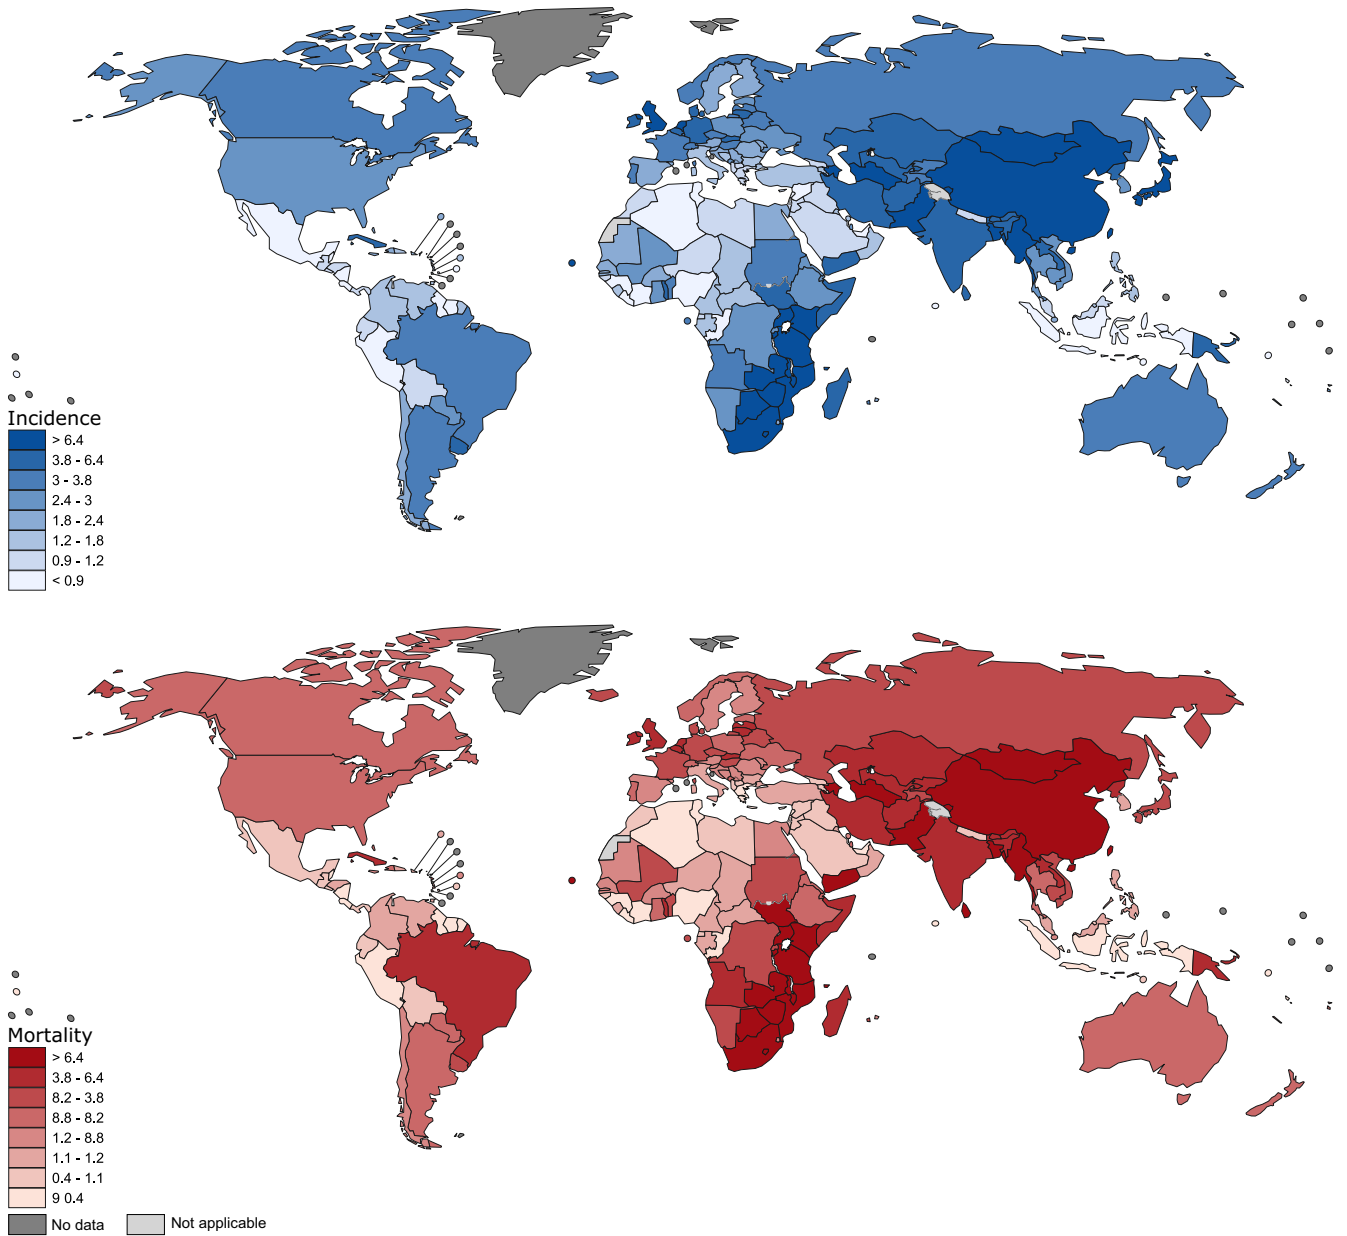 Incidence
> 6.4
3.8 - 6.4
3 - 3.8
2.4 - 3
1.8 - 2.4
1.2 - 1.8
0.9 - 1.2
< 0.9
Mortality
> 6.4
3.8 - 6.4
8.2 - 3.8
8.8 - 8.2
1.2 - 8.8
1.1 - 1.2
0.4 - 1.1
9 0.4
No data
Not applicable